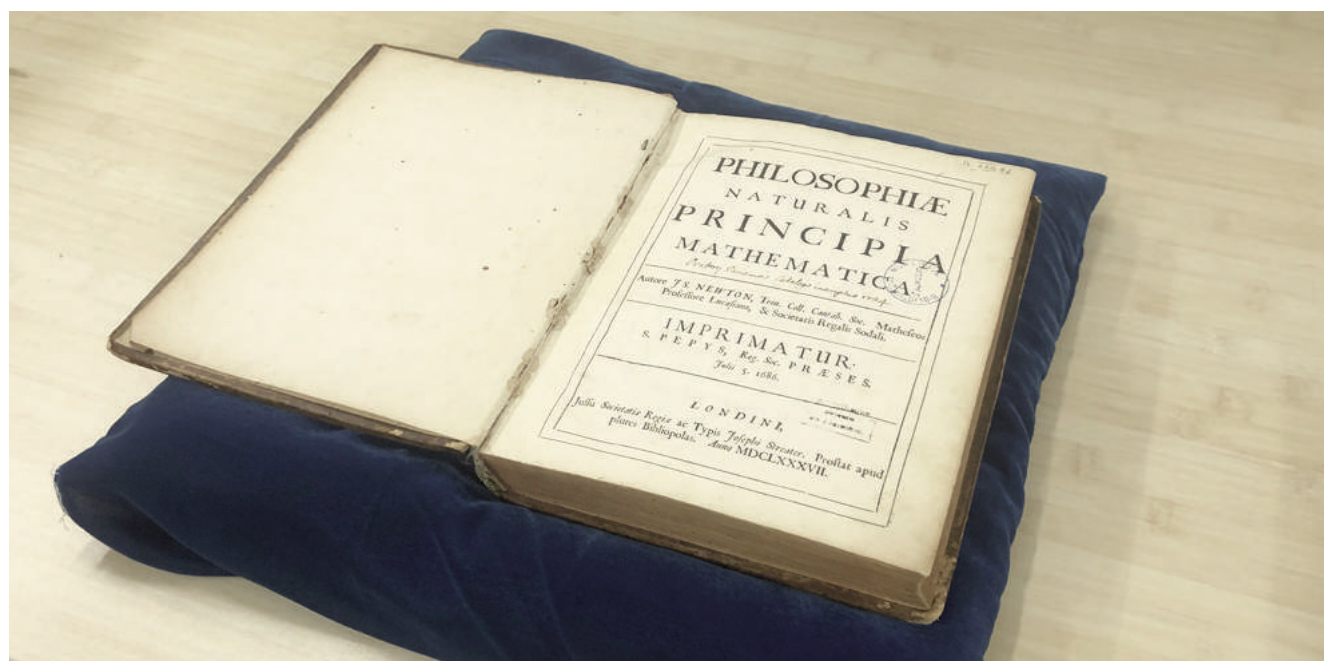 PHILOSOPHIÆ
NATURALIS
PRINCIPIA
MATHEMATICA.
Autore JS. NEWTON, Trin. Coll. Cantab. Soc. Matheseos
Professore Lucasiano, & Societatis Regalis Sodali.
IMPRIMATUR.
S. PEPYS, Reg. Soc. PRÆSES.
Julii 5. 1686.
LONDINI,
Jussu Societatis Regiæ ac Typis Josephi Streater. Prostat apud
plures Bibliopolas. Anno MDCLXXXVII.